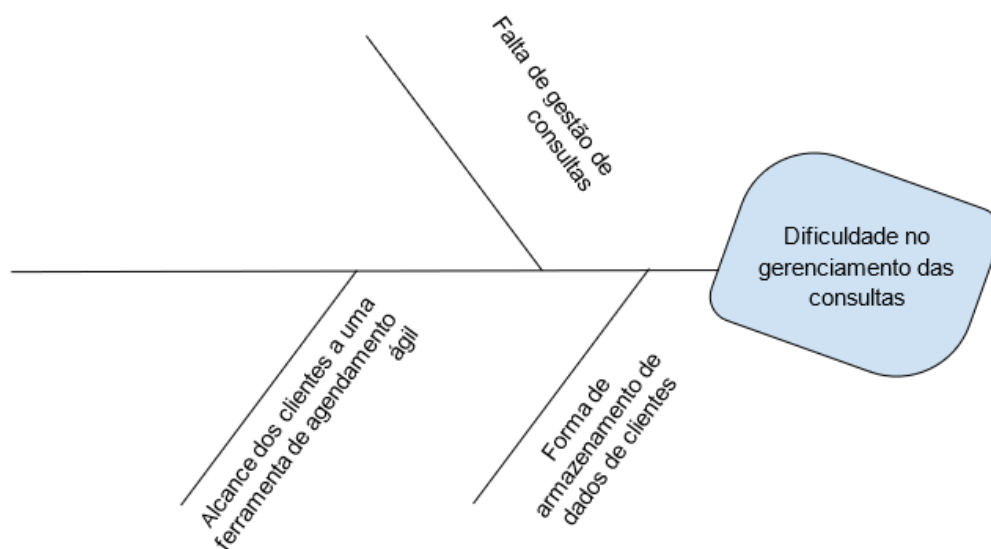 Falta de gestão de
consultas
Dificuldade no
gerenciamento das
consultas
Alcance dos clientes a uma
ferramenta de agendamento
ágil
Forma de
armazenamento de
dados de clientes